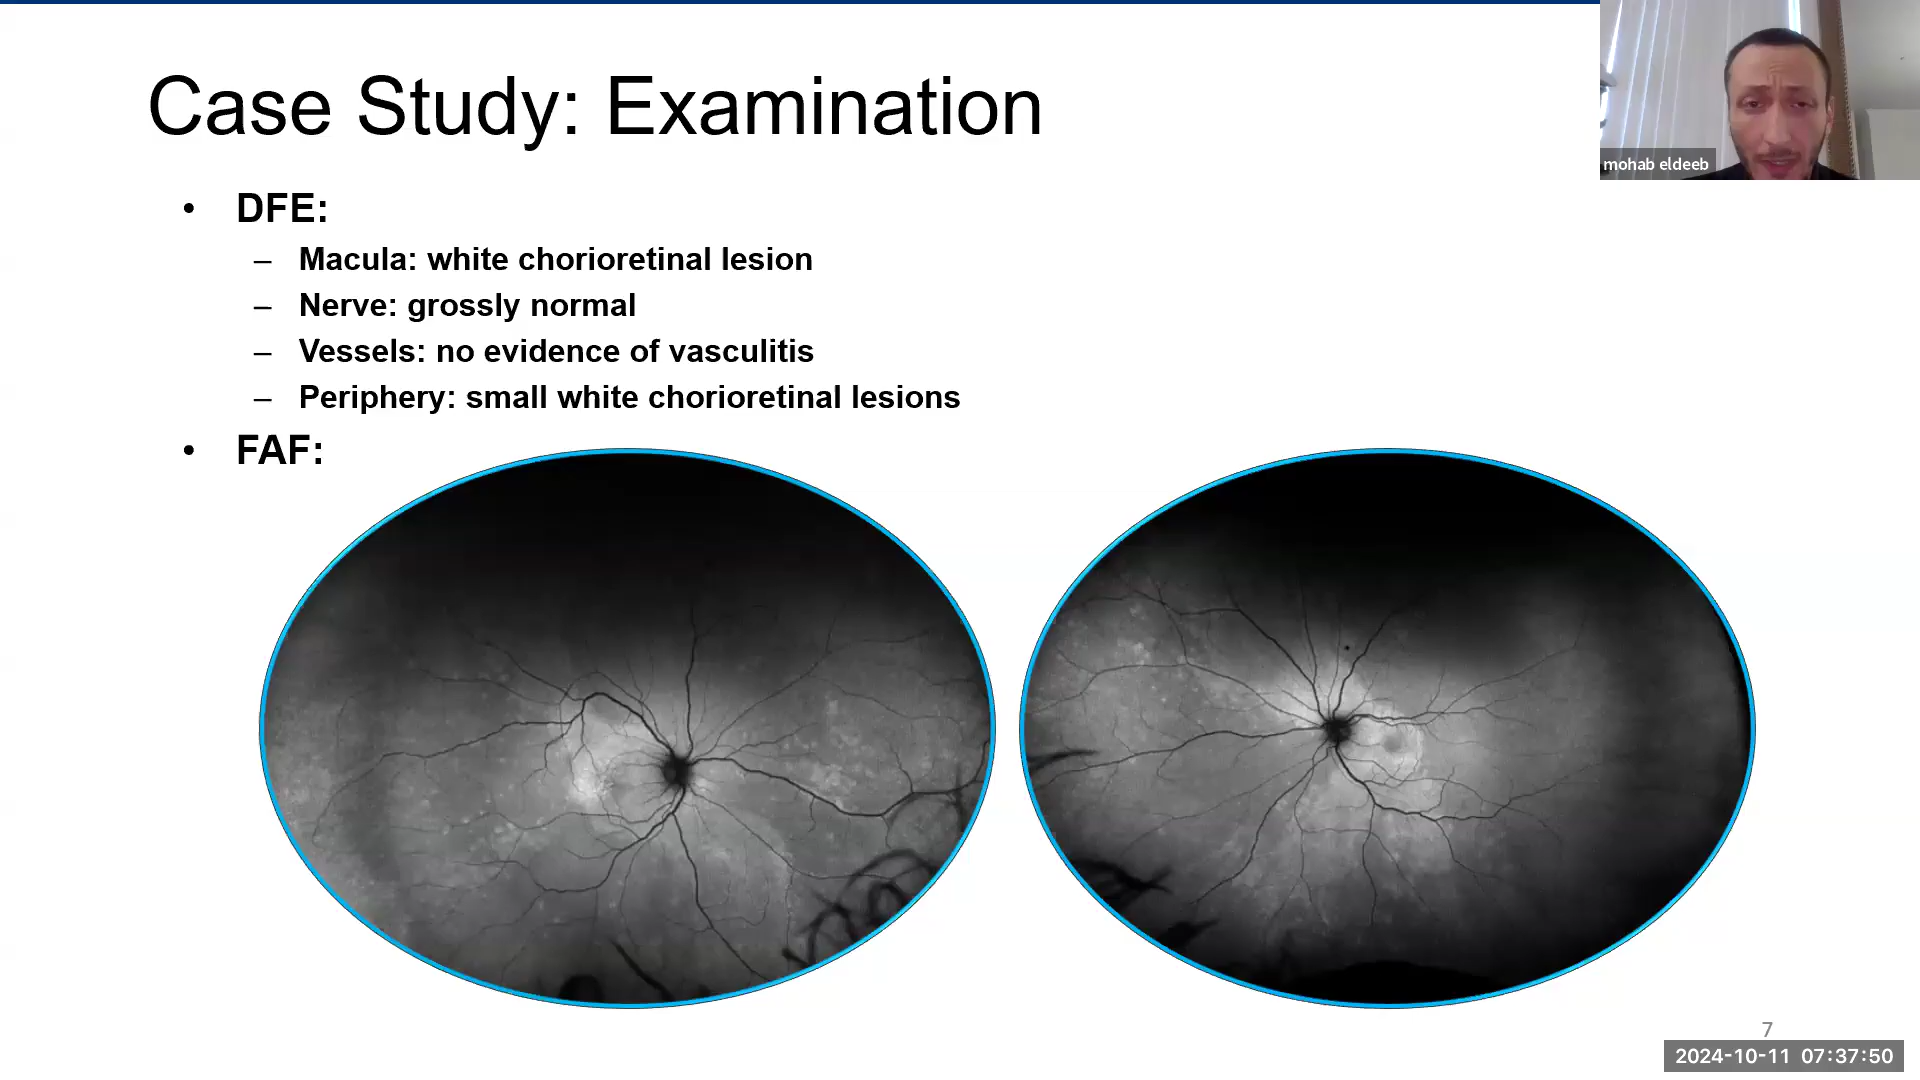 Case Study: Examination
mohab eldeeb
• DFE:
– Macula: white chorioretinal lesion
– Nerve: grossly normal
– Vessels: no evidence of vasculitis
– Periphery: small white chorioretinal lesions
• FAF:
7
2024-10-11 07:37:50